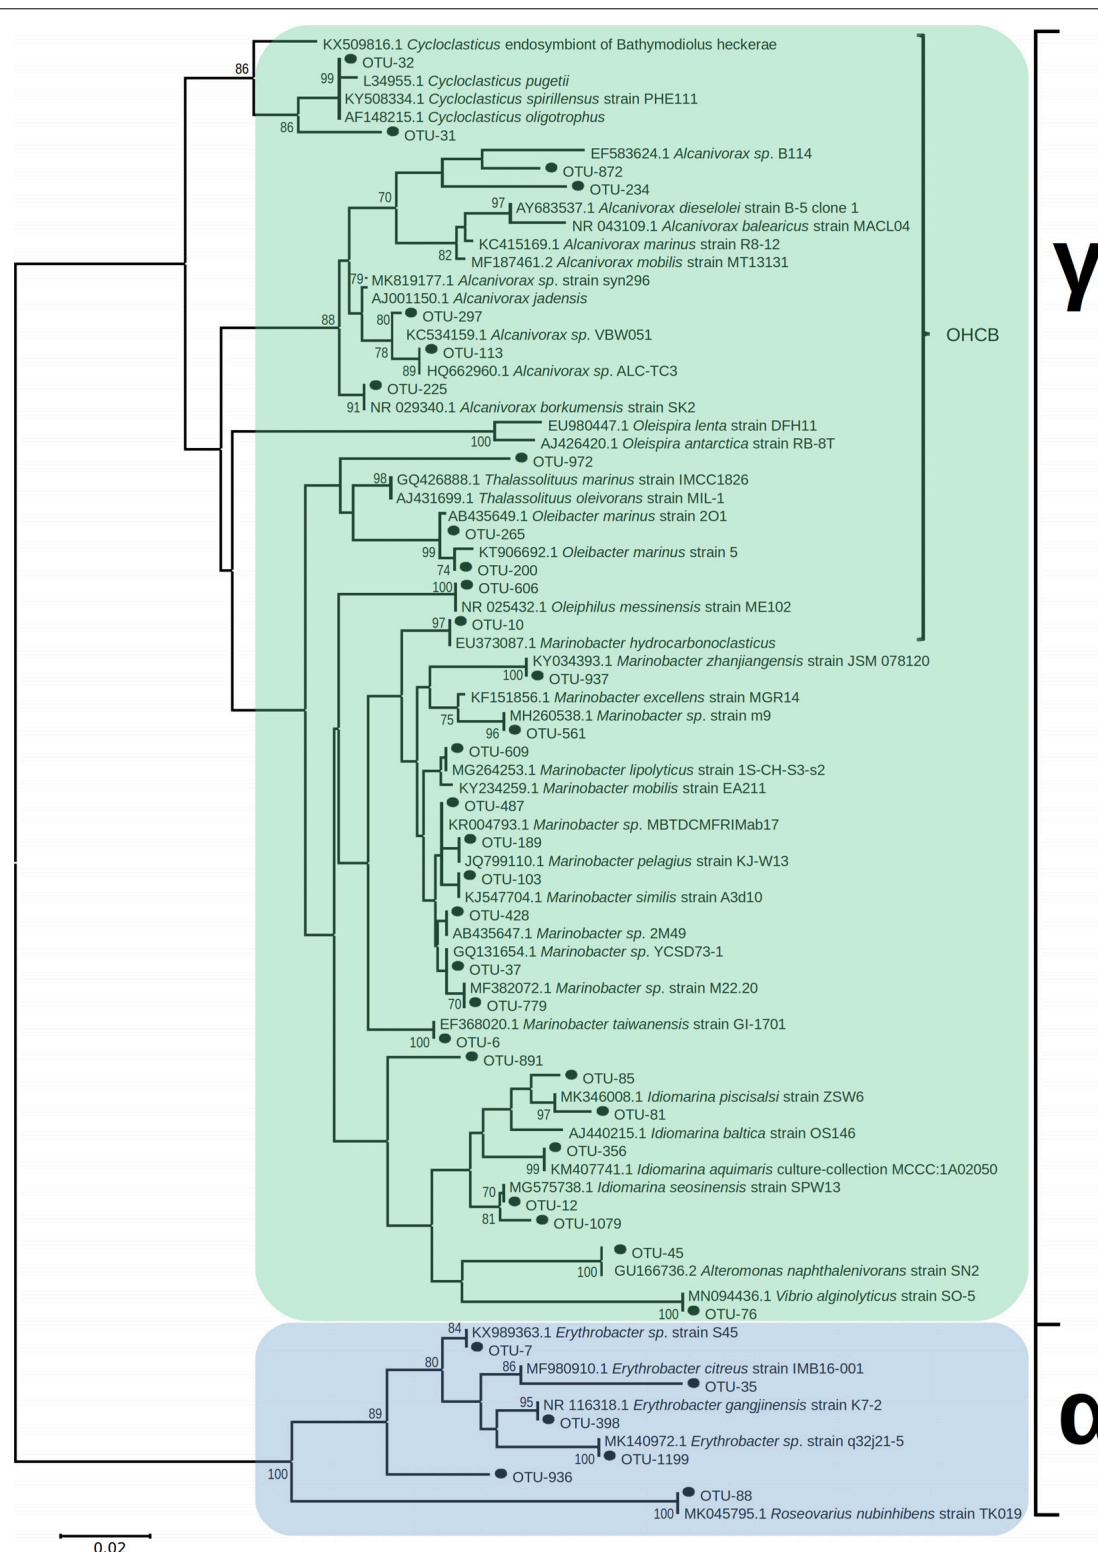 86
KX509816.1 Cycloclasticus endosymbiont of Bathymodiolus heckerae
OTU-32
99
L34955.1 Cycloclasticus pugetii
KY508334.1 Cycloclasticus spirillensus strain PHE111
AF148215.1 Cycloclasticus oligotrophus
86
OTU-31
EF583624.1 Alcanivorax sp. B114
OTU-872
OTU-234
70
97
AY683537.1 Alcanivorax dieselolei strain B-5 clone 1
NR 043109.1 Alcanivorax balearicus strain MACL04
KC415169.1 Alcanivorax marinus strain R8-12
82
MF187461.2 Alcanivorax mobilis strain MT13131
γ
79
MK819177.1 Alcanivorax sp. strain syn296
AJ001150.1 Alcanivorax jadensis
88
80
OTU-297
KC534159.1 Alcanivorax sp. VBW051
OHCB
78
OTU-113
89
HQ662960.1 Alcanivorax sp. ALC-TC3
OTU-225
91
NR 029340.1 Alcanivorax borkumensis strain SK2
EU980447.1 Oleispira lenta strain DFH11
100
AJ426420.1 Oleispira antarctica strain RB-8T
OTU-972
98
GQ426888.1 Thalassolituus marinus strain IMCC1826
AJ431699.1 Thalassolituus oleivorans strain MIL-1
AB435649.1 Oleibacter marinus strain 2O1
OTU-265
99
KT906692.1 Oleibacter marinus strain 5
74
OTU-200
100
OTU-606
NR 025432.1 Oleiphilus messinensis strain ME102
97
OTU-10
EU373087.1 Marinobacter hydrocarbonoclasticus
KY034393.1 Marinobacter zhanjiangensis strain JSM 078120
100
OTU-937
KF151856.1 Marinobacter excellens strain MGR14
75
MH260538.1 Marinobacter sp. strain m9
96
OTU-561
OTU-609
MG264253.1 Marinobacter lipolyticus strain 1S-CH-S3-s2
KY234259.1 Marinobacter mobilis strain EA211
OTU-487
KR004793.1 Marinobacter sp. MBTDCMFRIMab17
OTU-189
JQ799110.1 Marinobacter pelagius strain KJ-W13
OTU-103
KJ547704.1 Marinobacter similis strain A3d10
OTU-428
AB435647.1 Marinobacter sp. 2M49
GQ131654.1 Marinobacter sp. YCSD73-1
OTU-37
MF382072.1 Marinobacter sp. strain M22.20
70
OTU-779
EF368020.1 Marinobacter taiwanensis strain GI-1701
100
OTU-6
OTU-891
OTU-85
MK346008.1 Idiomarina piscisalsi strain ZSW6
97
OTU-81
AJ440215.1 Idiomarina baltica strain OS146
OTU-356
99
KM407741.1 Idiomarina aquimaris culture-collection MCCC:1A02050
70
MG575738.1 Idiomarina seosinensis strain SPW13
OTU-12
81
OTU-1079
OTU-45
100
GU166736.2 Alteromonas naphthalenivorans strain SN2
MN094436.1 Vibrio alginolyticus strain SO-5
100
OTU-76
84
KX989363.1 Erythrobacter sp. strain S45
OTU-7
80
86
MF980910.1 Erythrobacter citreus strain IMB16-001
OTU-35
95
NR 116318.1 Erythrobacter gangjinensis strain K7-2
89
OTU-398
α
MK140972.1 Erythrobacter sp. strain q32j21-5
100
OTU-1199
100
OTU-936
OTU-88
100
MK045795.1 Roseovarius nubinhibens strain TK019
0.02